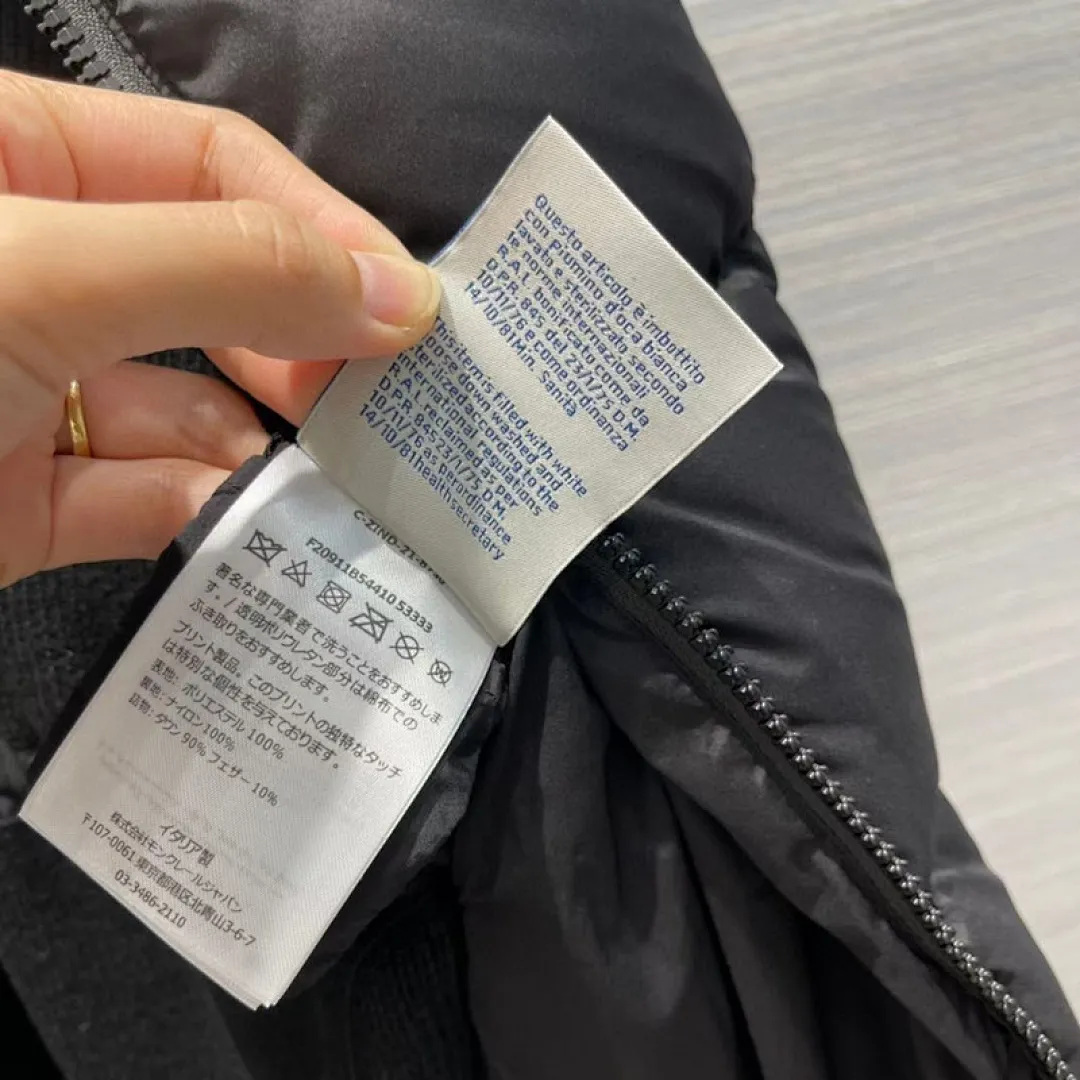 Questo articolo è imbottito
con piumino d'oca bianca
lavato e sterilizzato secondo
le norme internazionali
R.A.L. bonificato come da
D.P.R. 845 del 23/1/75 D.M.
10/11/76 e come ordinanza
14/10/81 Min. Sanità
This item is filled with white
down washed and
sterilized according to the
international regulations
R.A.L. reclaimed as per
D.P.R. 845 23/1/75 D.M.
10/11/76 as per ordinance
14/10/81 health secretary
C-ZIND-21-
F20911B54410 53333
著名な専門業者で洗うことをおすすめしま
す。/ 透明ポリウレタン部分は綿布での
ふき取りをおすすめします。
プリント製品。このプリントの独特なタッチ
は特別な個性を与えております。
表地: ポリエステル 100%
裏地: ナイロン100%
詰物: ダウン 90% フェザー 10%
イタリア製
株式会社モンクレールジャパン
〒107-0061 東京都港区北青山3-6-7
03-3486-2110